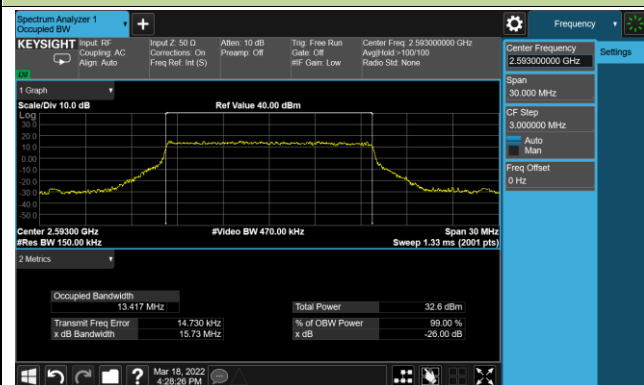 Spectrum Analyzer 1
Occupied BW
Frequency
KEYSIGHT
Input: RF
Coupling: AC
Align: Auto
Input Z: 50 Ω
Corrections: On
Freq Ref: Int (S)
Atten: 10 dB
Preamp: Off
Trig: Free Run
Gate: Off
#IF Gain: Low
Center Freq: 2.593000000 GHz
Avg|Hold:>100/100
Radio Std: None
LXI
Center Frequency
2.593000000 GHz
Settings
Span
30.000 MHz
CF Step
3.000000 MHz
Auto
Man
Freq Offset
0 Hz
1 Graph
Scale/Div 10.0 dB
Ref Value 40.00 dBm
Log
30.0
20.0
10.0
0.00
-10.0
-20.0
-30.0
-40.0
-50.0
Center 2.59300 GHz
#Video BW 470.00 kHz
Span 30 MHz
#Res BW 150.00 kHz
Sweep 1.33 ms (2001 pts)
2 Metrics
Occupied Bandwidth
13.417 MHz
Total Power 32.6 dBm
Transmit Freq Error 14.730 kHz
% of OBW Power 99.00 %
x dB Bandwidth 15.73 MHz
x dB -26.00 dB
?
Mar 18, 2022
4:28:26 PM